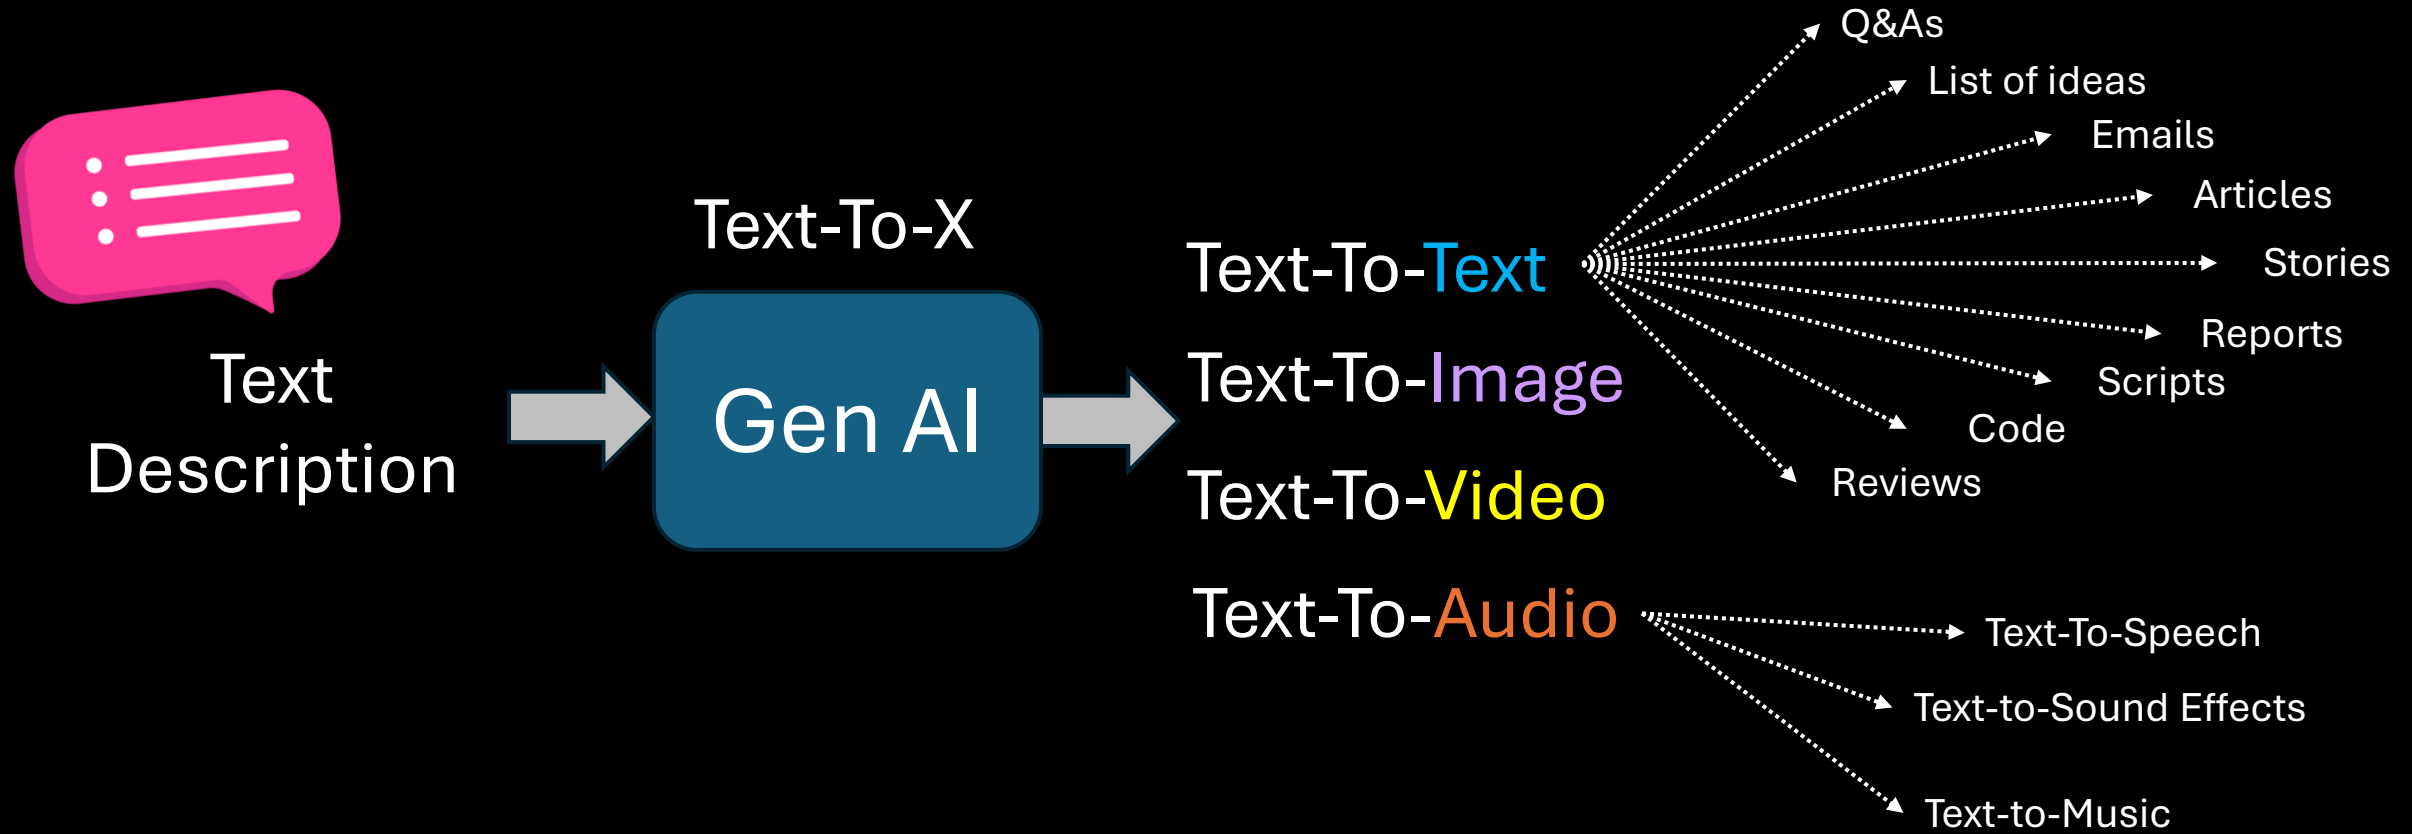 Text
Description
Text-To-X
Gen AI
Text-To-Text
Text-To-Image
Text-To-Video
Text-To-Audio
Q&As
List of ideas
Emails
Articles
Stories
Reports
Scripts
Code
Reviews
Text-To-Speech
Text-to-Sound Effects
Text-to-Music